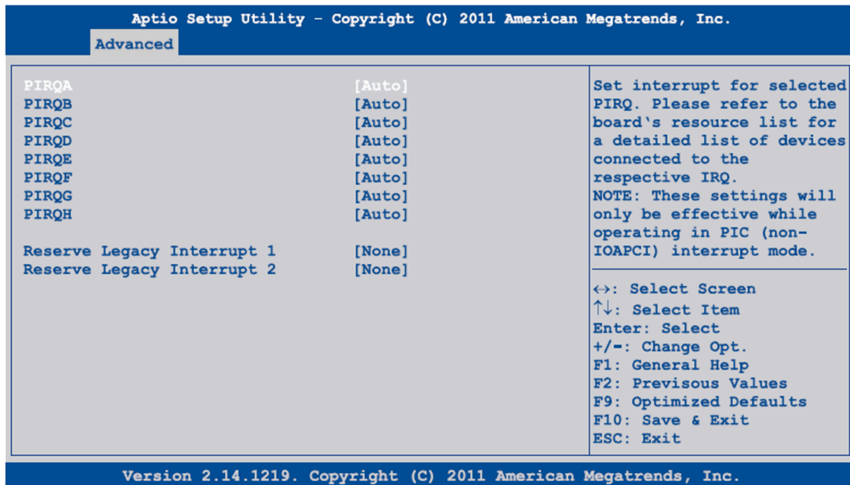 Aptio Setup Utility – Copyright (C) 2011 American Megatrends, Inc.
Advanced
PIRQA [Auto]
PIRQB [Auto]
PIRQC [Auto]
PIRQD [Auto]
PIRQE [Auto]
PIRQF [Auto]
PIRQG [Auto]
PIRQH [Auto]
Reserve Legacy Interrupt 1 [None]
Reserve Legacy Interrupt 2 [None]
Set interrupt for selected
PIRQ. Please refer to the
board‘s resource list for
a detailed list of devices
connected to the
respective IRQ.
NOTE: These settings will
only be effective while
operating in PIC (non-
IOAPCI) interrupt mode.
↔: Select Screen
↑↓: Select Item
Enter: Select
+/-: Change Opt.
F1: General Help
F2: Previsous Values
F9: Optimized Defaults
F10: Save & Exit
ESC: Exit
Version 2.14.1219. Copyright (C) 2011 American Megatrends, Inc.